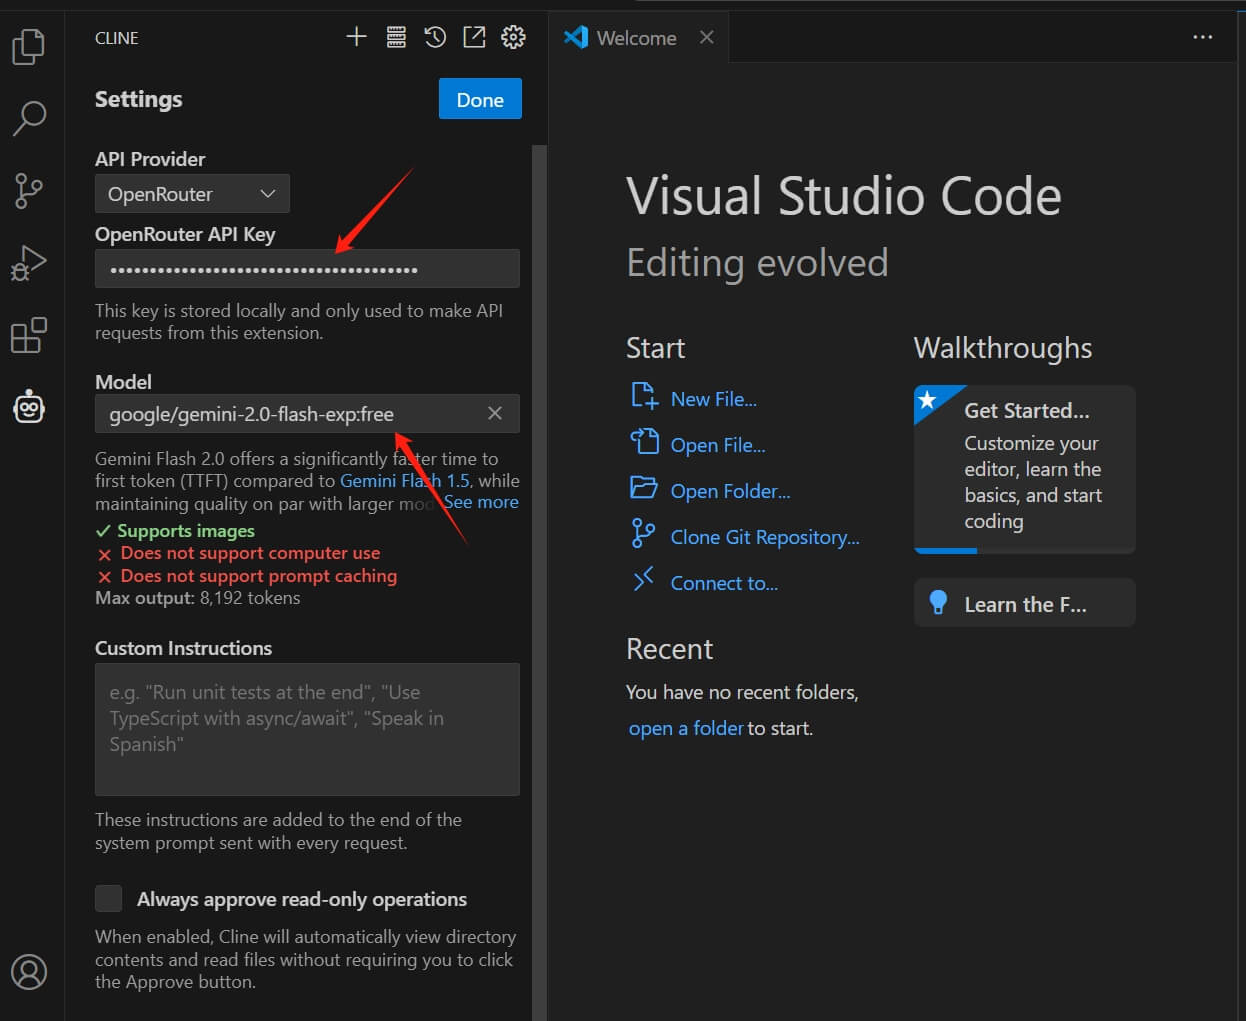 CLINE
Settings
Done
API Provider
OpenRouter
OpenRouter API Key
This key is stored locally and only used to make API
requests from this extension.
Model
google/gemini-2.0-flash-exp:free
Gemini Flash 2.0 offers a significantly faster time to
first token (TTFT) compared to Gemini Flash 1.5, while
maintaining quality on par with larger mod See more
Supports images
Does not support computer use
Does not support prompt caching
Max output: 8,192 tokens
Custom Instructions
e.g. "Run unit tests at the end", "Use
TypeScript with async/await", "Speak in
Spanish"
These instructions are added to the end of the
system prompt sent with every request.
Always approve read-only operations
When enabled, Cline will automatically view directory
contents and read files without requiring you to click
the Approve button.
Welcome
Visual Studio Code
Editing evolved
Start
New File...
Open File...
Open Folder...
Clone Git Repository...
Connect to...
Recent
You have no recent folders,
open a folder to start.
Walkthroughs
Get Started...
Customize your
editor, learn the
basics, and start
coding
Learn the F...